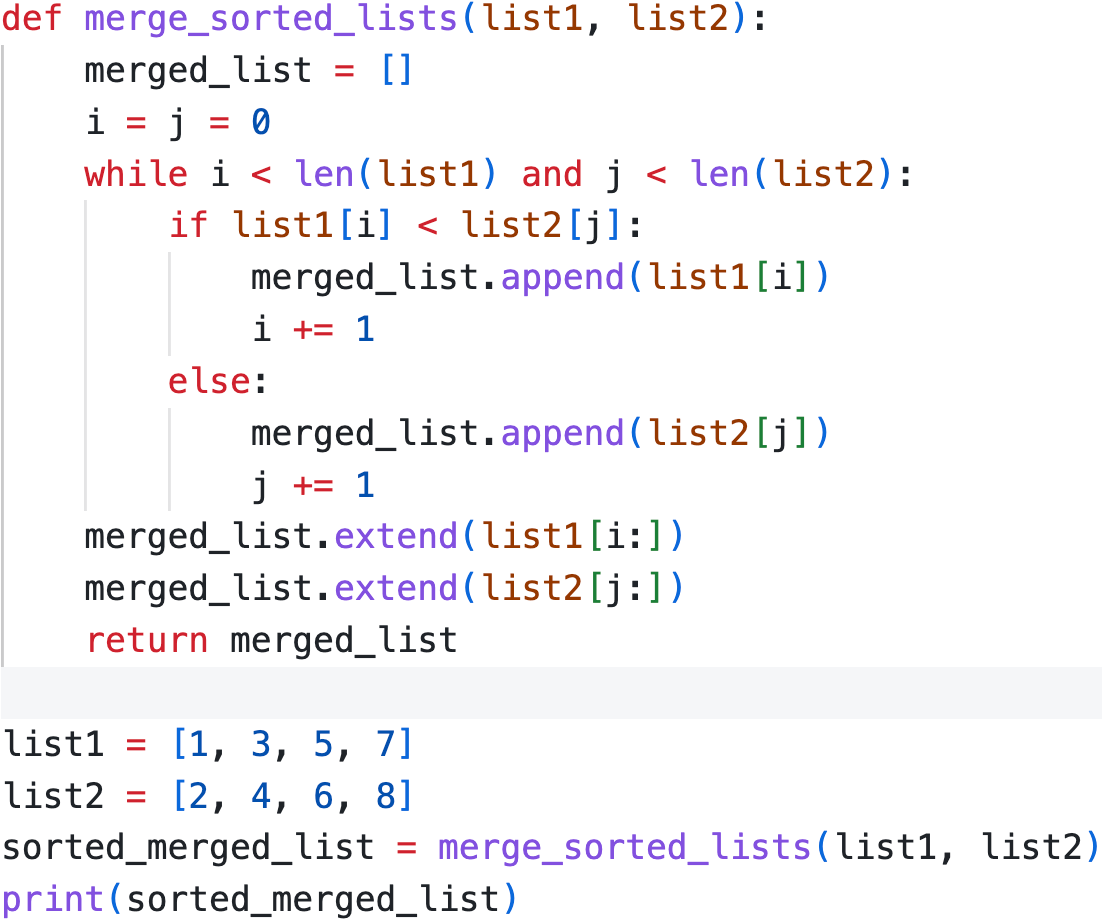 def merge_sorted_lists(list1, list2):
    merged_list = []
    i = j = 0
    while i < len(list1) and j < len(list2):
        if list1[i] < list2[j]:
            merged_list.append(list1[i])
            i += 1
        else:
            merged_list.append(list2[j])
            j += 1
    merged_list.extend(list1[i:])
    merged_list.extend(list2[j:])
    return merged_list

list1 = [1, 3, 5, 7]
list2 = [2, 4, 6, 8]
sorted_merged_list = merge_sorted_lists(list1, list2)
print(sorted_merged_list)